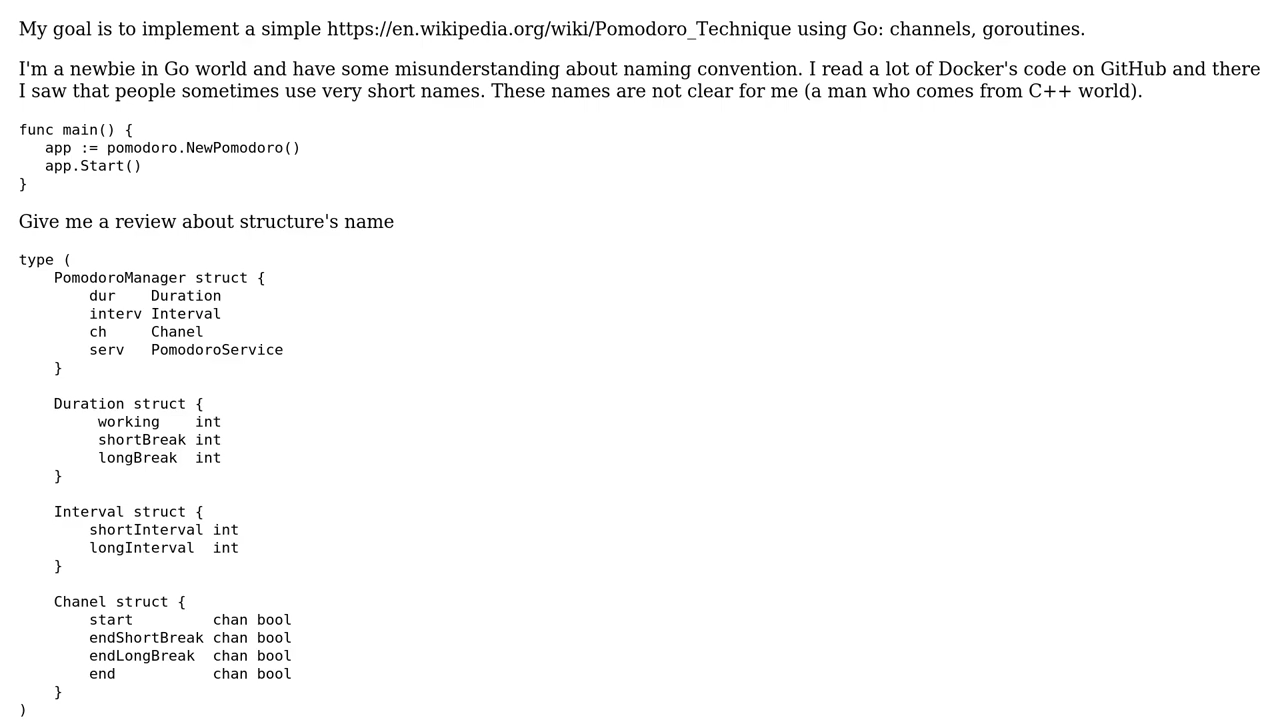 My goal is to implement a simple https://en.wikipedia.org/wiki/Pomodoro_Technique using Go: channels, goroutines.
I'm a newbie in Go world and have some misunderstanding about naming convention. I read a lot of Docker's code on GitHub and there
I saw that people sometimes use very short names. These names are not clear for me (a man who comes from C++ world).
func main() {
   app := pomodoro.NewPomodoro()
   app.Start()
}
Give me a review about structure's name
type (
    PomodoroManager struct {
        dur    Duration
        interv Interval
        ch     Chanel
        serv   PomodoroService
    }
    Duration struct {
         working    int
         shortBreak int
         longBreak  int
    }
    Interval struct {
        shortInterval int
        longInterval  int
    }
    Chanel struct {
        start         chan bool
        endShortBreak chan bool
        endLongBreak  chan bool
        end           chan bool
    }
)